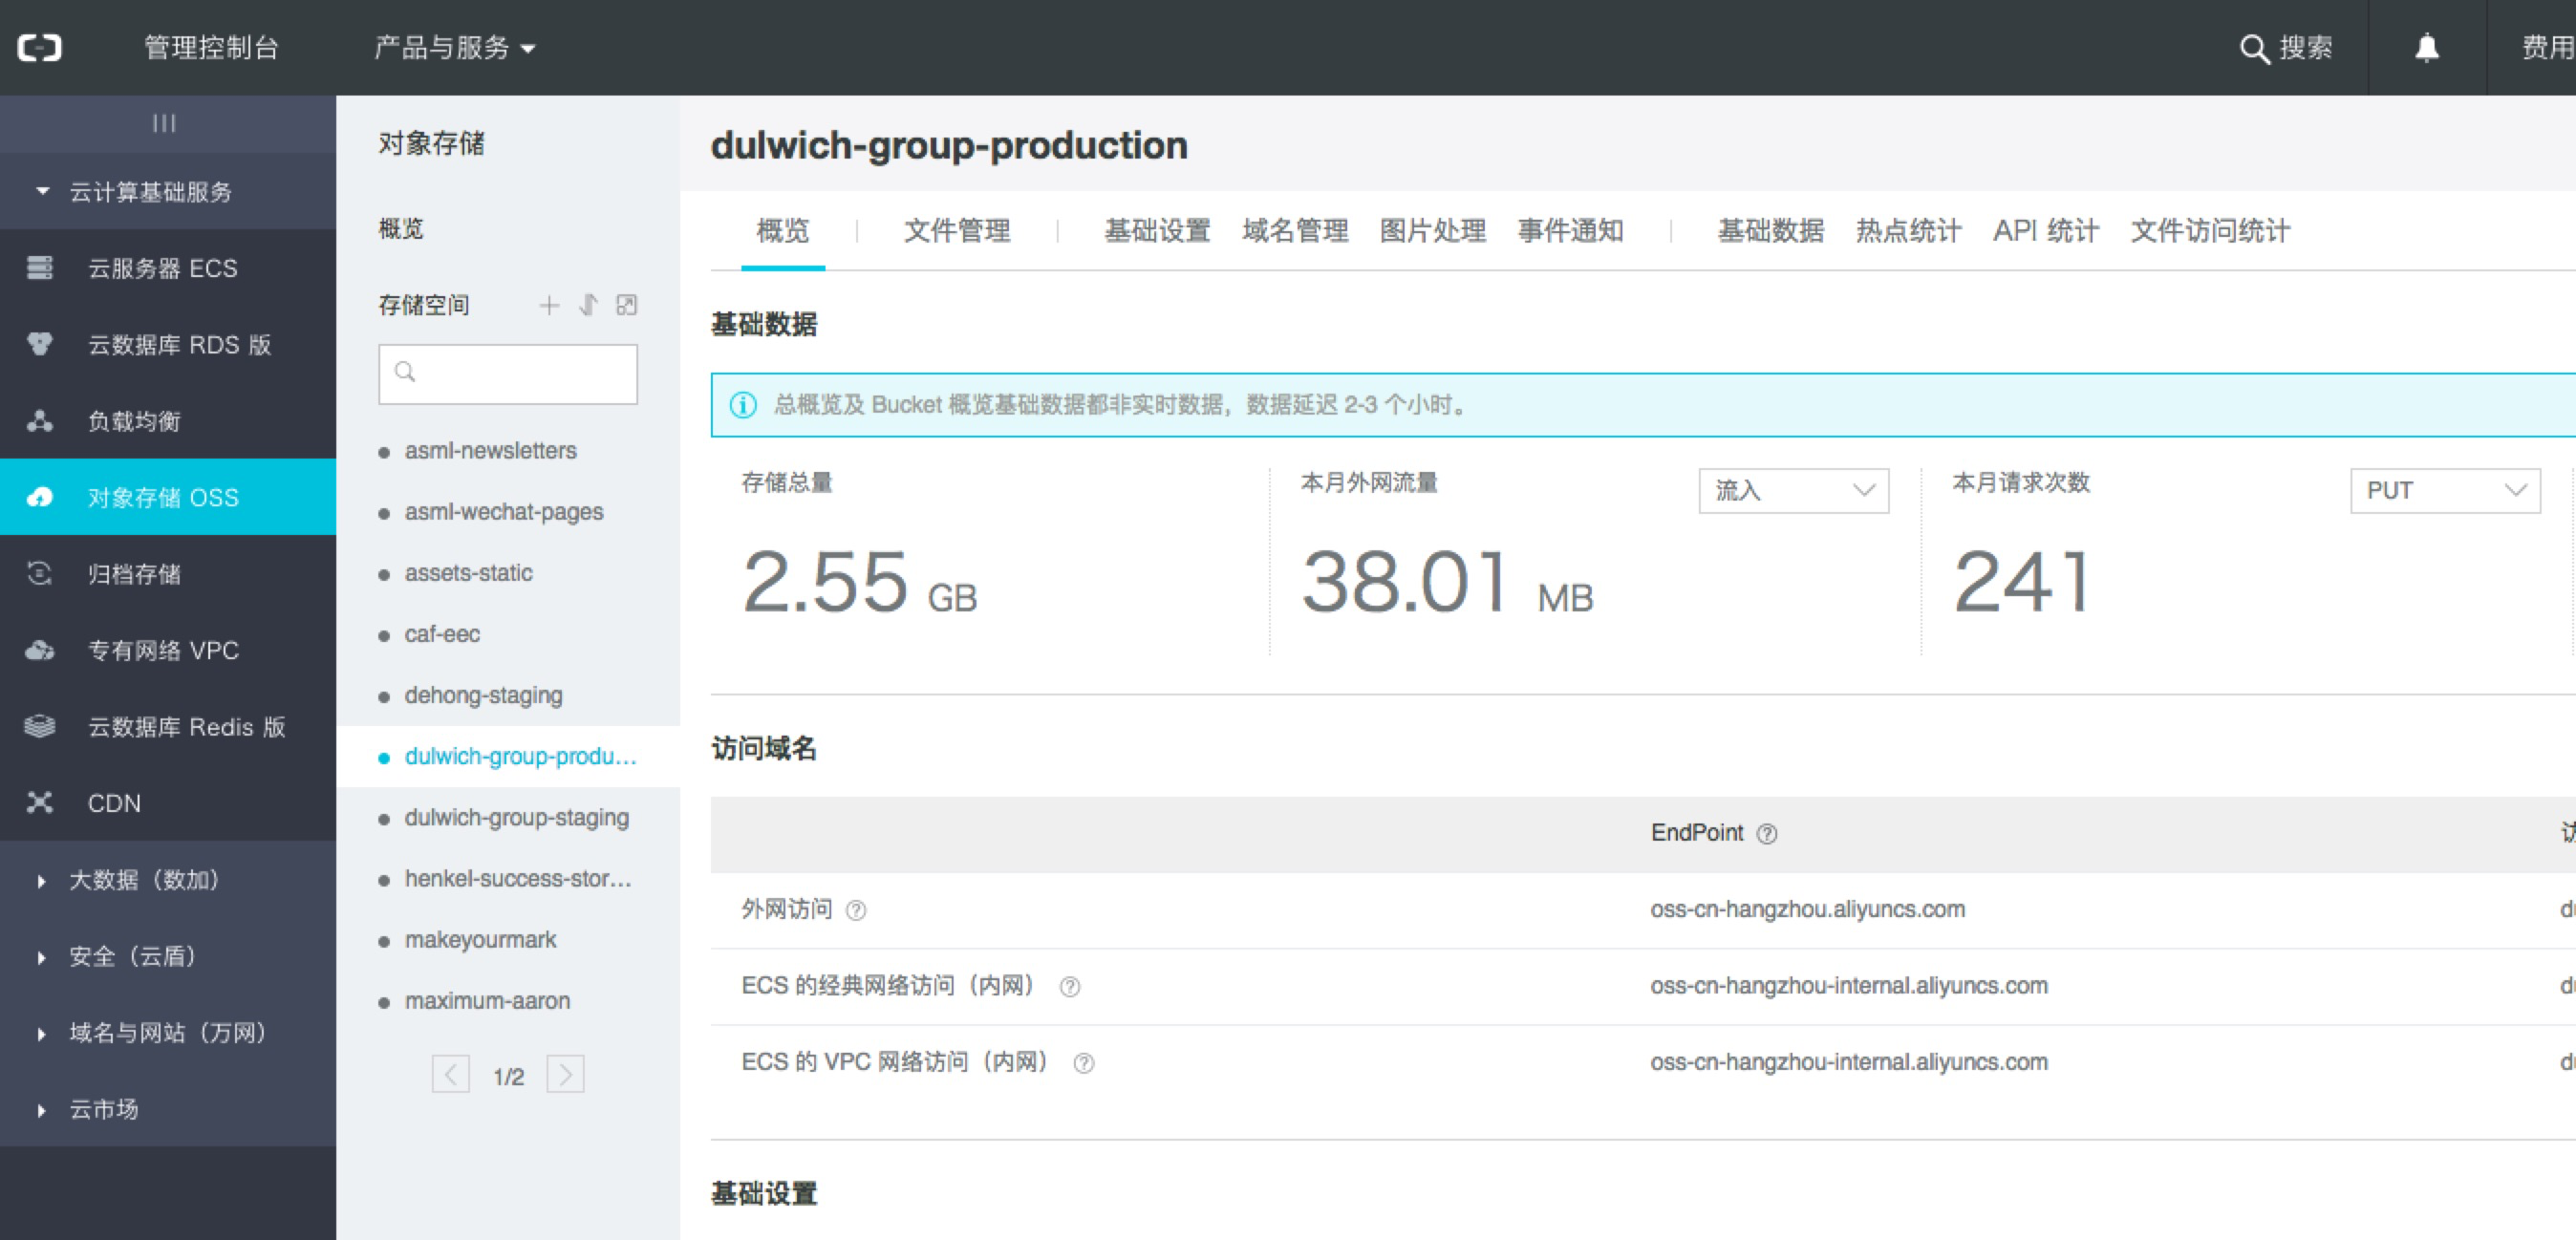 管理控制台
产品与服务
搜索
费用
云计算基础服务
云服务器 ECS
云数据库 RDS 版
负载均衡
对象存储 OSS
归档存储
专有网络 VPC
云数据库 Redis 版
CDN
大数据（数加）
安全（云盾）
域名与网站（万网）
云市场
对象存储
概览
存储空间
asml-newsletters
asml-wechat-pages
assets-static
caf-eec
dehong-staging
dulwich-group-produ...
dulwich-group-staging
henkel-success-stor...
makeyourmark
maximum-aaron
1/2
dulwich-group-production
概览 文件管理 基础设置 域名管理 图片处理 事件通知 基础数据 热点统计 API 统计 文件访问统计
基础数据
总概览及 Bucket 概览基础数据都非实时数据，数据延迟 2-3 个小时。
存储总量
2.55 GB
本月外网流量
流入
38.01 MB
本月请求次数
PUT
241
访问域名
EndPoint
外网访问 oss-cn-hangzhou.aliyuncs.com
ECS 的经典网络访问（内网） oss-cn-hangzhou-internal.aliyuncs.com
ECS 的 VPC 网络访问（内网） oss-cn-hangzhou-internal.aliyuncs.com
基础设置